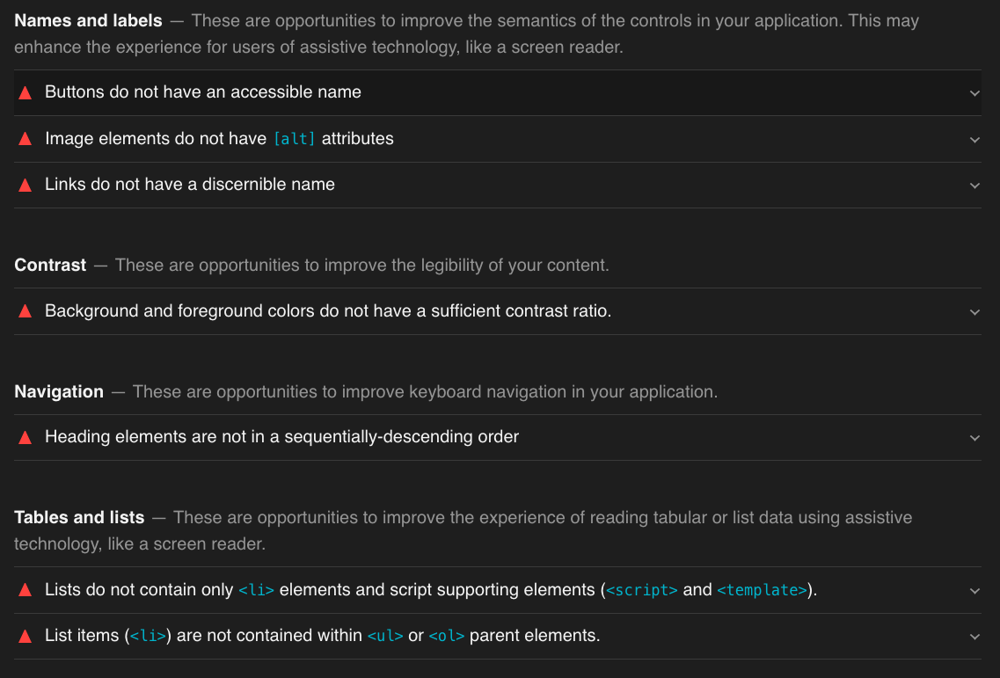 Names and labels — These are opportunities to improve the semantics of the controls in your application. This may
enhance the experience for users of assistive technology, like a screen reader.
Buttons do not have an accessible name
Image elements do not have [alt] attributes
Links do not have a discernible name
Contrast — These are opportunities to improve the legibility of your content.
Background and foreground colors do not have a sufficient contrast ratio.
Navigation — These are opportunities to improve keyboard navigation in your application.
Heading elements are not in a sequentially-descending order
Tables and lists — These are opportunities to improve the experience of reading tabular or list data using assistive
technology, like a screen reader.
Lists do not contain only <li> elements and script supporting elements (<script> and <template>).
List items (<li>) are not contained within <ul> or <ol> parent elements.